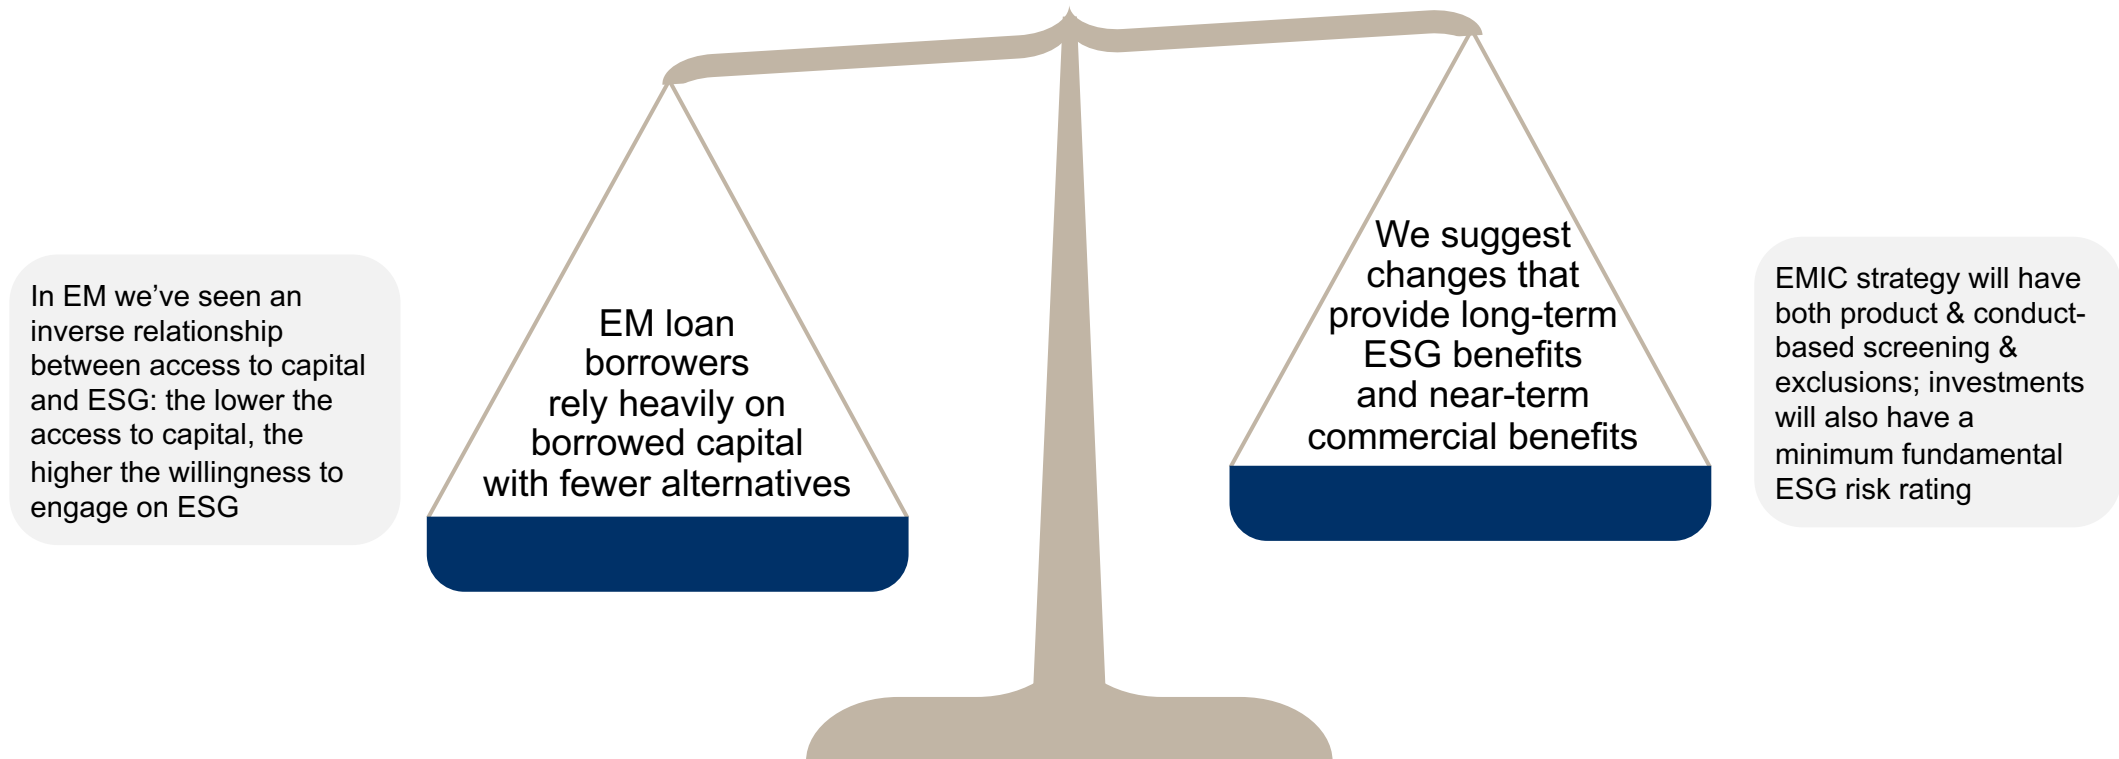 In EM we’ve seen an
inverse relationship
between access to capital
and ESG: the lower the
access to capital, the
higher the willingness to
engage on ESG
EM loan
borrowers
rely heavily on
borrowed capital
with fewer alternatives
We suggest
changes that
provide long-term
ESG benefits
and near-term
commercial benefits
EMIC strategy will have
both product & conduct-
based screening &
exclusions; investments
will also have a
minimum fundamental
ESG risk rating